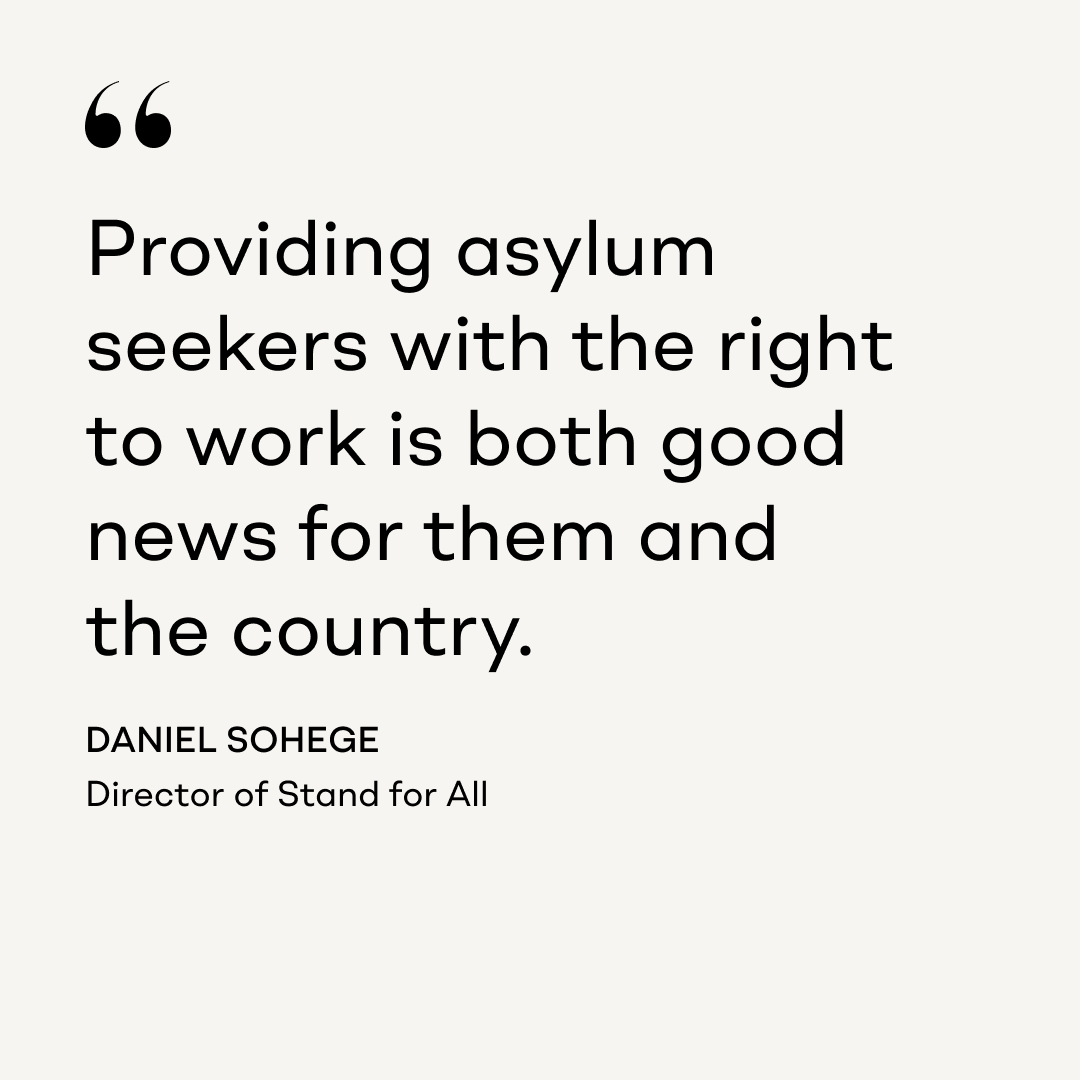 “
Providing asylum
seekers with the right
to work is both good
news for them and
the country.
DANIEL SOHEGE
Director of Stand for All